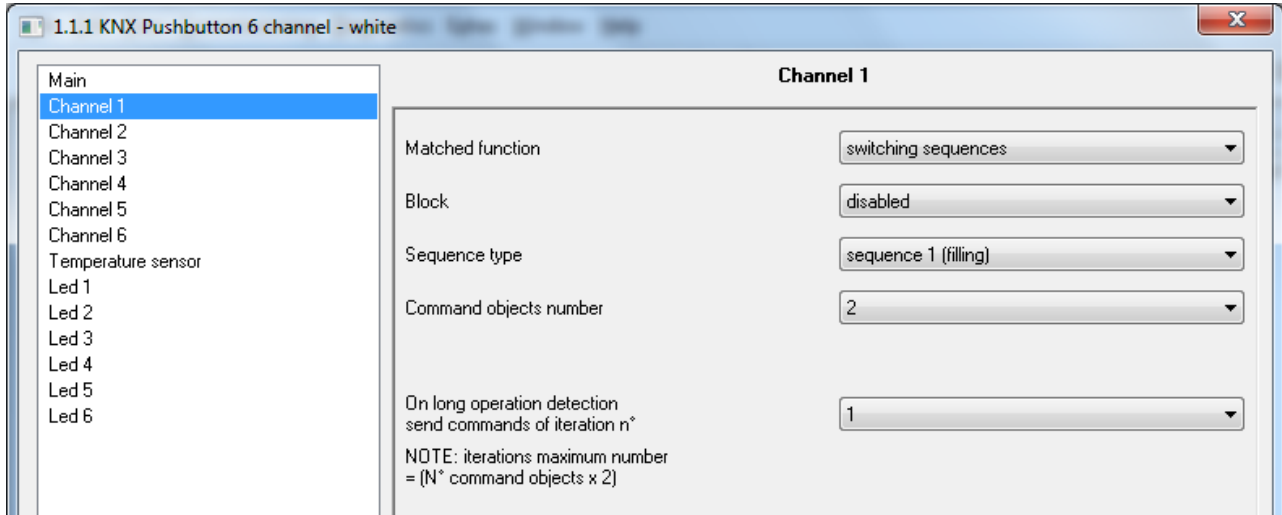 1.1.1 KNX Pushbutton 6 channel - white
Main
Channel 1
Channel 2
Channel 3
Channel 4
Channel 5
Channel 6
Temperature sensor
Led 1
Led 2
Led 3
Led 4
Led 5
Led 6
Channel 1
Matched function
switching sequences
Block
disabled
Sequence type
sequence 1 (filling)
Command objects number
2
On long operation detection
send commands of iteration n°
1
NOTE: iterations maximum number
= (N° command objects x 2)